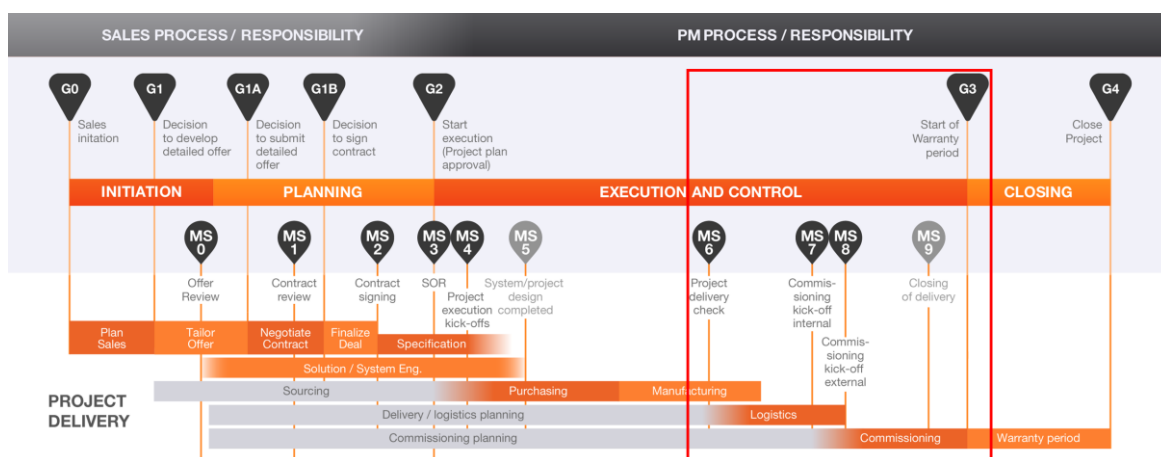 SALES PROCESS / RESPONSIBILITY
PM PROCESS / RESPONSIBILITY
G0
G1
G1A
G1B
G2
G3
G4
Sales
initation
Decision
to develop
detailed offer
Decision
to submit
detailed
offer
Decision
to sign
contract
Start
execution
(Project plan
approval)
Start of
Warranty
period
Close
Project
INITIATION
PLANNING
EXECUTION AND CONTROL
CLOSING
MS
0
MS
1
MS
2
MS
3
MS
4
MS
5
MS
6
MS
7
MS
8
MS
9
Offer
Review
Contract
review
Contract
signing
SOR
Project
execution
kick-offs
System/project
design
completed
Project
delivery
check
Commis-
sioning
kick-off
internal
Commis-
sioning
kick-off
external
Closing
of delivery
Plan
Sales
Tailor
Offer
Negotiate
Contract
Finalize
Deal
Specification
Solution / System Eng.
Sourcing
Purchasing
Manufacturing
PROJECT
DELIVERY
Delivery / logistics planning
Logistics
Commissioning planning
Commissioning
Warranty period